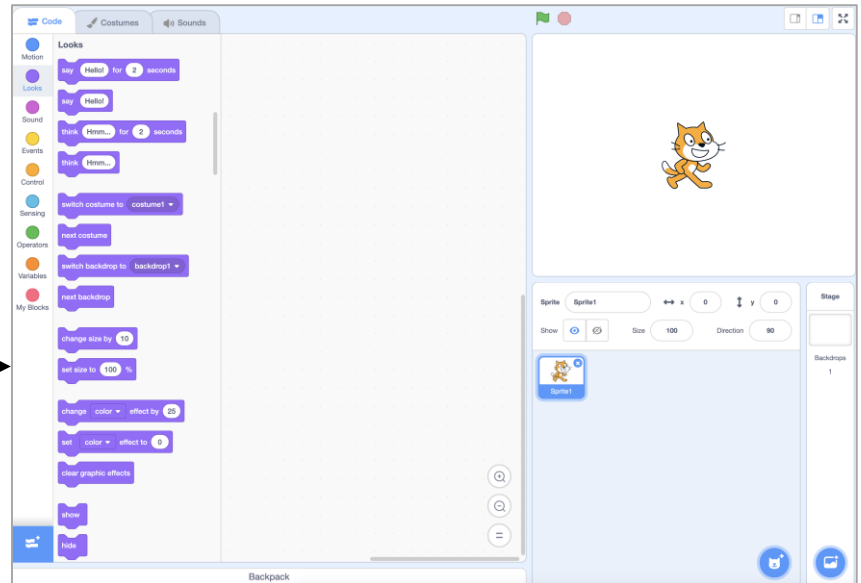 Code
Costumes
Sounds
Motion
Looks
Sound
Events
Control
Sensing
Operators
Variables
My Blocks
Looks
say Hello! for 2 seconds
say Hello!
think Hmm... for 2 seconds
think Hmm...
switch costume to costume1
next costume
switch backdrop to backdrop1
next backdrop
change size by 10
set size to 100 %
change color effect by 25
set color effect to 0
clear graphic effects
show
hide
Backpack
Sprite Sprite1 x 0 y 0
Show Size 100 Direction 90
Sprite1
Stage
Backdrops
1